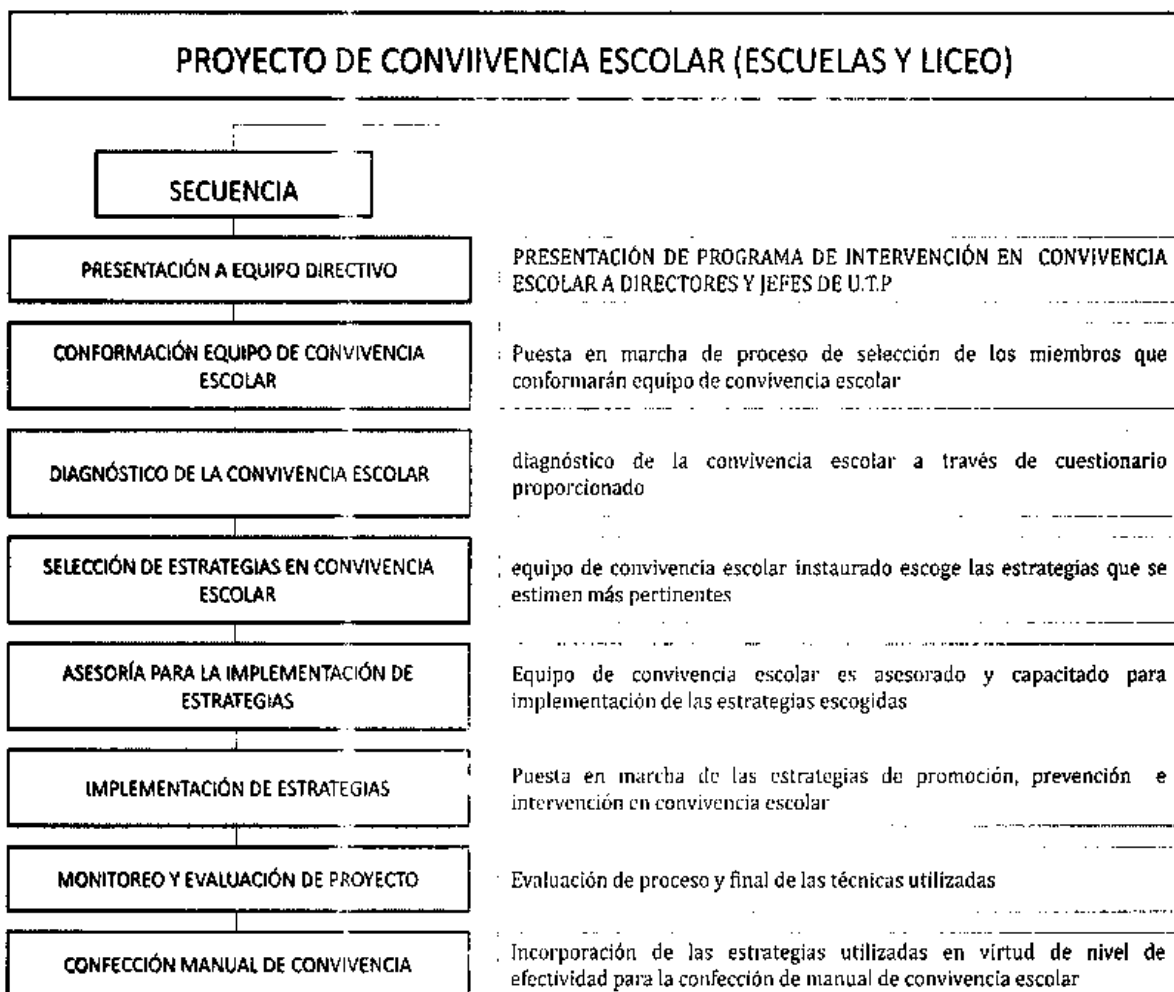 PROYECTO DE CONVIIVENCIA ESCOLAR (ESCUELAS Y LICEO)
SECUENCIA
PRESENTACIÓN A EQUIPO DIRECTIVO
PRESENTACIÓN DE PROGRAMA DE INTERVENCIÓN EN CONVIVENCIA
ESCOLAR A DIRECTORES Y JEFES DE U.T.P
CONFORMACIÓN EQUIPO DE CONVIVENCIA
ESCOLAR
Puesta en marcha de proceso de selección de los miembros que
conformarán equipo de convivencia escolar
DIAGNÓSTICO DE LA CONVIVENCIA ESCOLAR
diagnóstico de la convivencia escolar a través de cuestionario
proporcionado
SELECCIÓN DE ESTRATEGIAS EN CONVIVENCIA
ESCOLAR
equipo de convivencia escolar instaurado escoge las estrategias que se
estimen más pertinentes
ASESORÍA PARA LA IMPLEMENTACIÓN DE
ESTRATEGIAS
Equipo de convivencia escolar es asesorado y capacitado para
implementación de las estrategias escogidas
IMPLEMENTACIÓN DE ESTRATEGIAS
Puesta en marcha de las estrategias de promoción, prevención e
intervención en convivencia escolar
MONITOREO Y EVALUACIÓN DE PROYECTO
Evaluación de proceso y final de las técnicas utilizadas
CONFECCIÓN MANUAL DE CONVIVENCIA
Incorporación de las estrategias utilizadas en virtud de nivel de
efectividad para la confección de manual de convivencia escolar